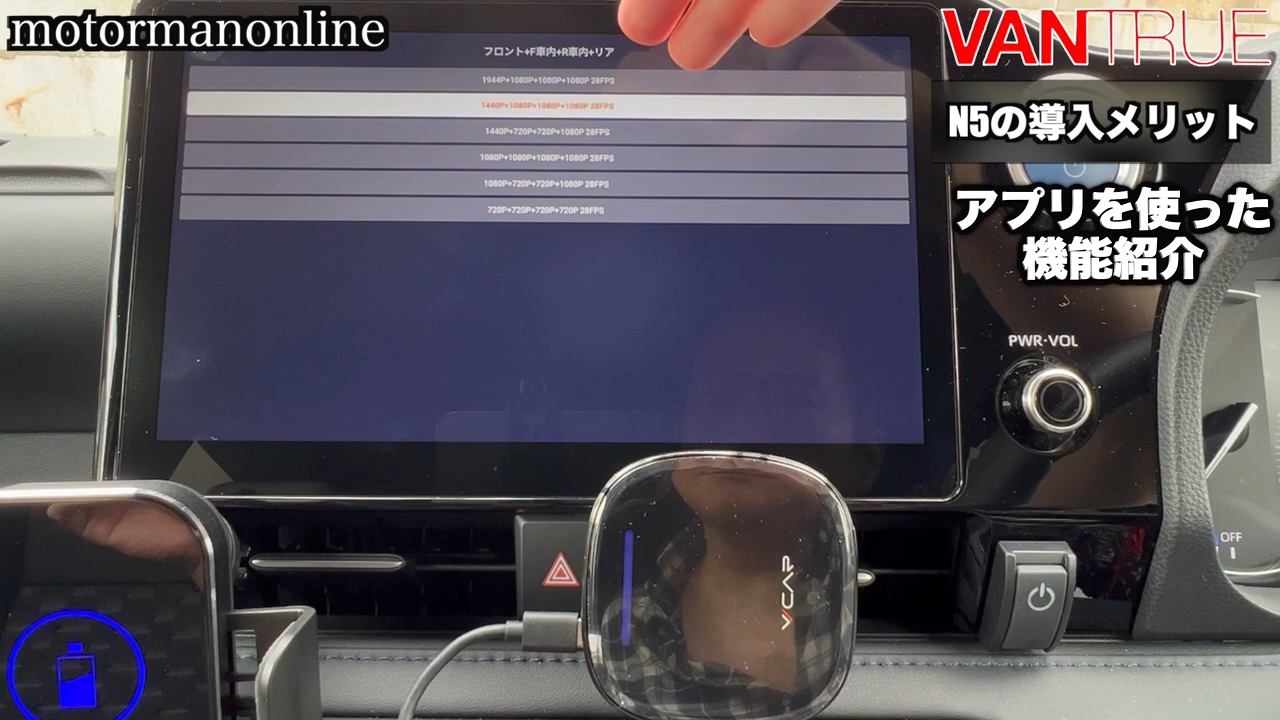 motormanonline
VANTRUE
N5の導入メリット
アプリを使った
機能紹介
フロント+F車内+R車内+リア
1944P+1080P+1080P+1080P 28FPS
1440P+1080P+1080P+1080P 28FPS
1440P+720P+720P+1080P 28FPS
1080P+1080P+1080P+1080P 28FPS
1080P+720P+720P+1080P 28FPS
720P+720P+720P+720P 28FPS
PWR·VOL
OFF
VCAP